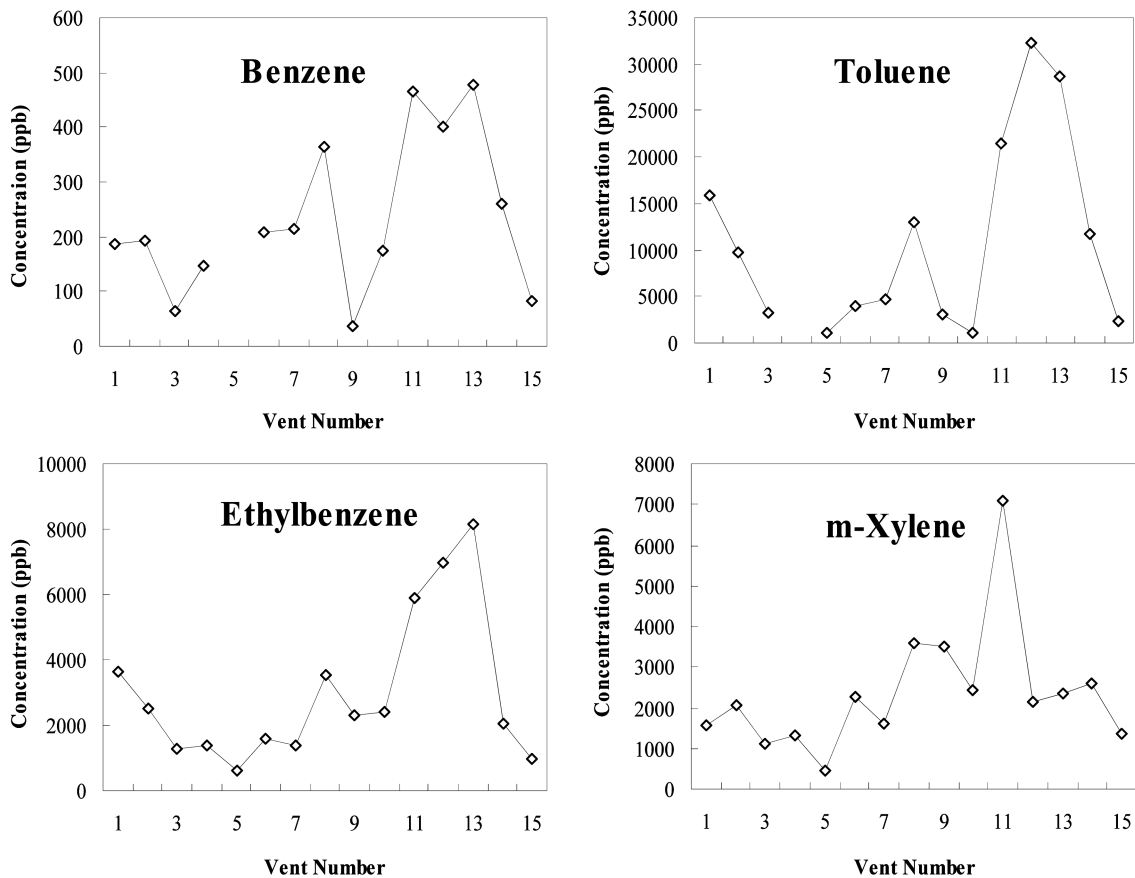 Benzene
Concentraion (ppb)
600
500
400
300
200
100
0
1 3 5 7 9 11 13 15
Vent Number
Toluene
Concentration (ppb)
35000
30000
25000
20000
15000
10000
5000
0
1 3 5 7 9 11 13 15
Vent Number
Ethylbenzene
Concentration (ppb)
10000
8000
6000
4000
2000
0
1 3 5 7 9 11 13 15
Vent Number
m-Xylene
Concentration (ppb)
8000
7000
6000
5000
4000
3000
2000
1000
0
1 3 5 7 9 11 13 15
Vent Number